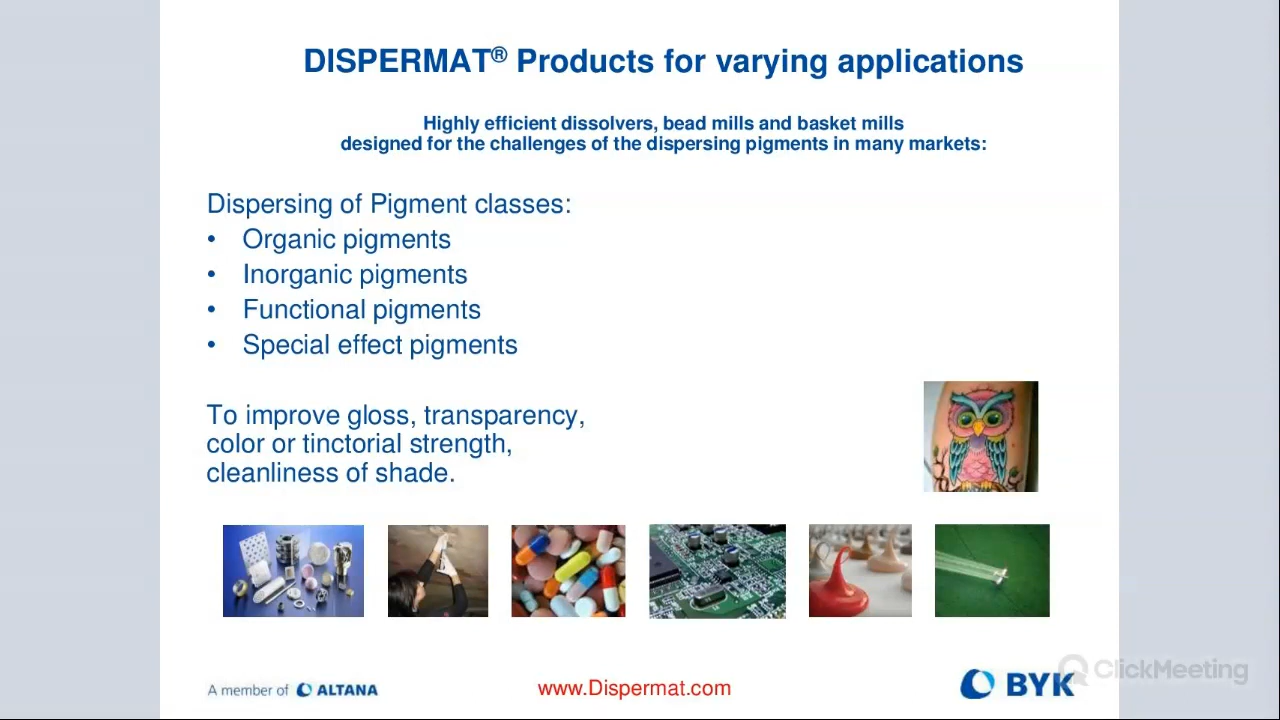 DISPERMAT® Products for varying applications
Highly efficient dissolvers, bead mills and basket mills
designed for the challenges of the dispersing pigments in many markets:
Dispersing of Pigment classes:
• Organic pigments
• Inorganic pigments
• Functional pigments
• Special effect pigments
To improve gloss, transparency,
color or tinctorial strength,
cleanliness of shade.
A member of ALTANA
www.Dispermat.com
BYK
ClickMeeting